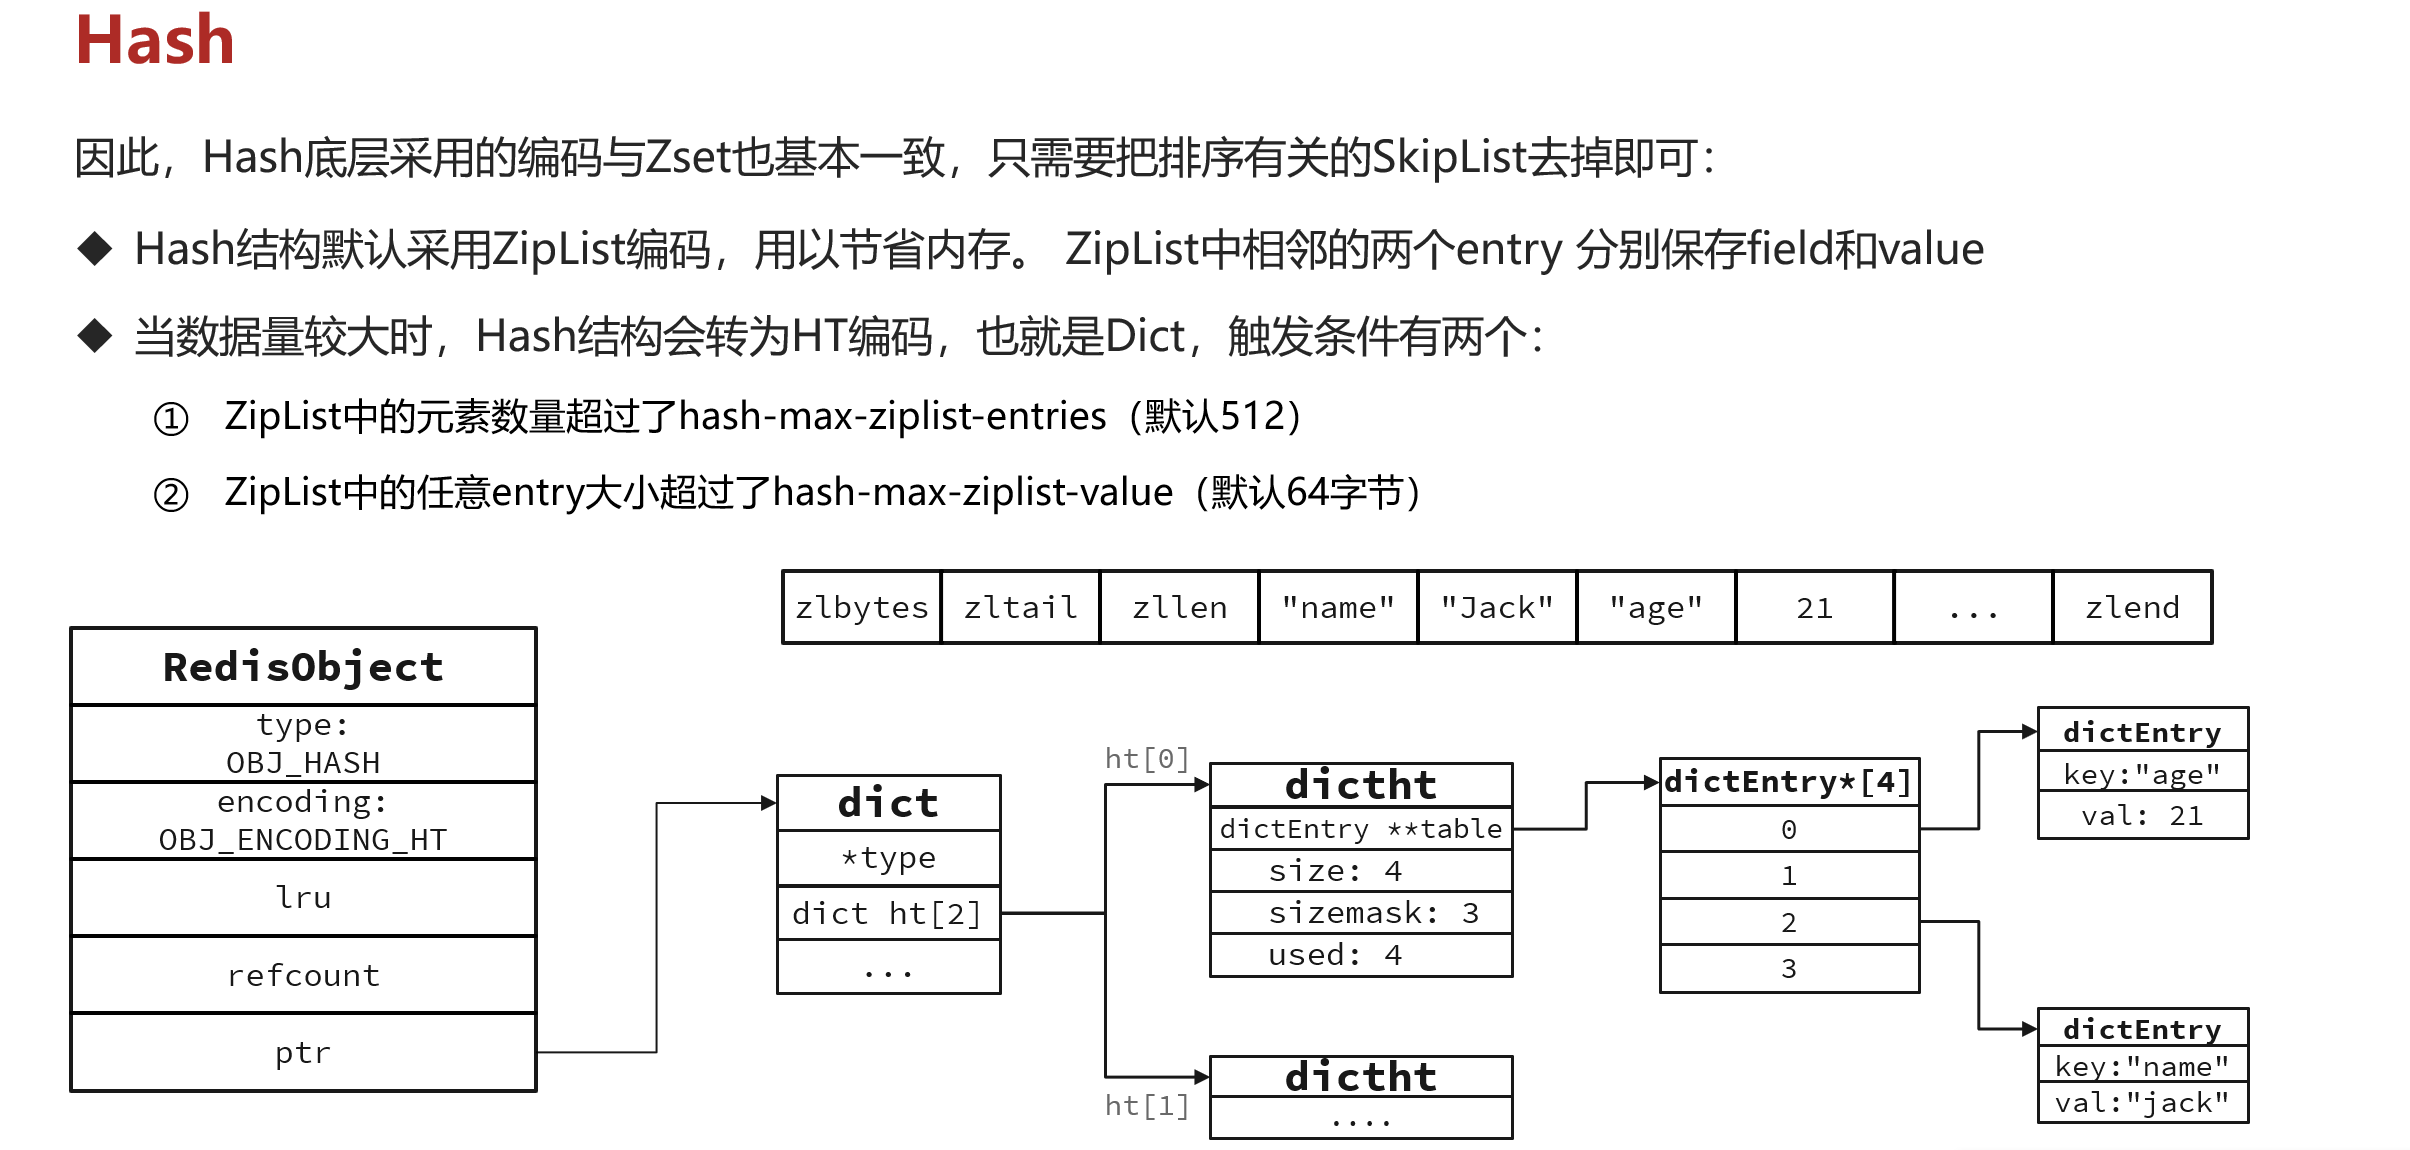 Hash
因此，Hash底层采用的编码与Zset也基本一致，只需要把排序有关的SkipList去掉即可：
◆ Hash结构默认采用ZipList编码，用以节省内存。 ZipList中相邻的两个entry 分别保存field和value
◆ 当数据量较大时，Hash结构会转为HT编码，也就是Dict，触发条件有两个：
① ZipList中的元素数量超过了hash-max-ziplist-entries（默认512）
② ZipList中的任意entry大小超过了hash-max-ziplist-value（默认64字节）
zlbytes zltail zllen "name" "Jack" "age" 21 ... zlend
RedisObject
type:
OBJ_HASH
encoding:
OBJ_ENCODING_HT
lru
refcount
ptr
dict
*type
dict ht[2]
...
ht[0]
dictht
dictEntry **table
size: 4
sizemask: 3
used: 4
ht[1]
dictht
....
dictEntry*[4]
0
1
2
3
dictEntry
key:"age"
val: 21
dictEntry
key:"name"
val:"jack"